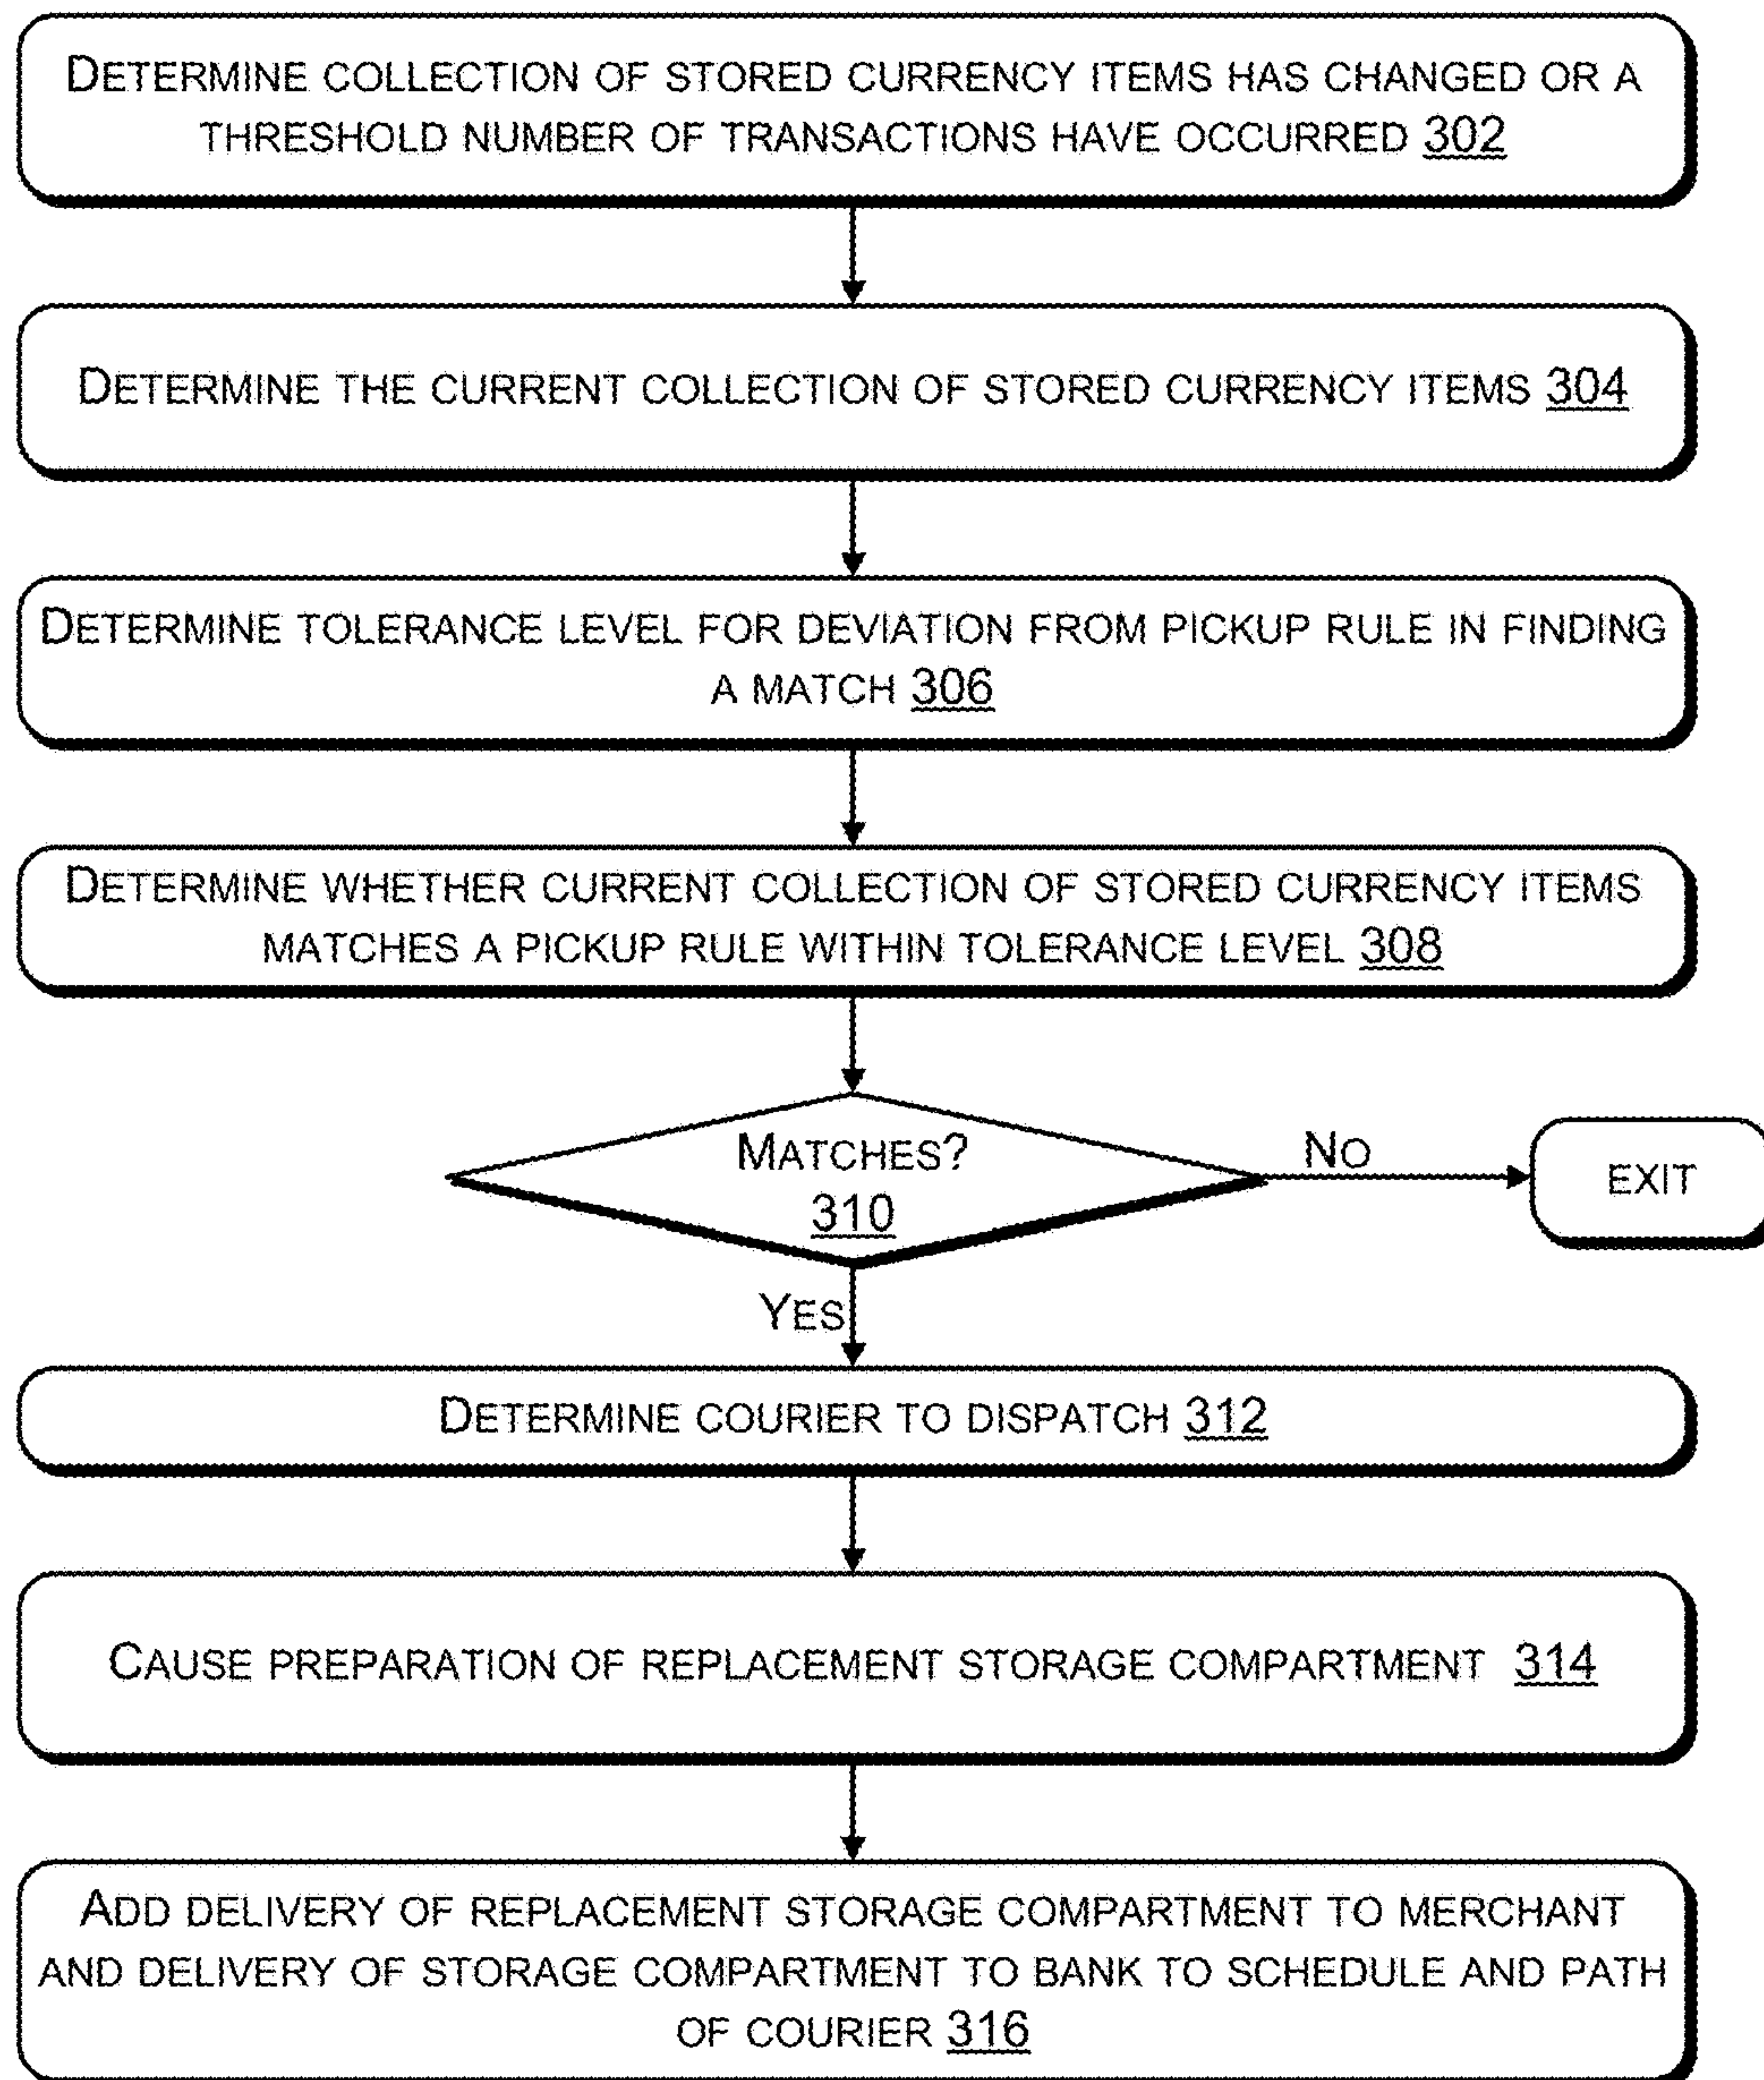 DETERMINE COLLECTION OF STORED CURRENCY ITEMS HAS CHANGED OR A
THRESHOLD NUMBER OF TRANSACTIONS HAVE OCCURRED 302
DETERMINE THE CURRENT COLLECTION OF STORED CURRENCY ITEMS 304
DETERMINE TOLERANCE LEVEL FOR DEVIATION FROM PICKUP RULE IN FINDING
A MATCH 306
DETERMINE WHETHER CURRENT COLLECTION OF STORED CURRENCY ITEMS
MATCHES A PICKUP RULE WITHIN TOLERANCE LEVEL 308
MATCHES?
310
NO
EXIT
YES
DETERMINE COURIER TO DISPATCH 312
CAUSE PREPARATION OF REPLACEMENT STORAGE COMPARTMENT 314
ADD DELIVERY OF REPLACEMENT STORAGE COMPARTMENT TO MERCHANT
AND DELIVERY OF STORAGE COMPARTMENT TO BANK TO SCHEDULE AND PATH
OF COURIER 316